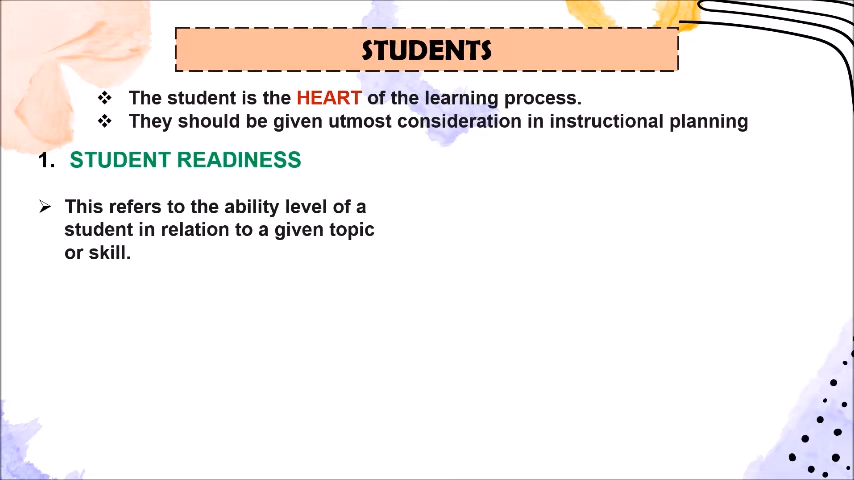 STUDENTS
❖ The student is the HEART of the learning process.
❖ They should be given utmost consideration in instructional planning
1. STUDENT READINESS
➢ This refers to the ability level of a
student in relation to a given topic
or skill.